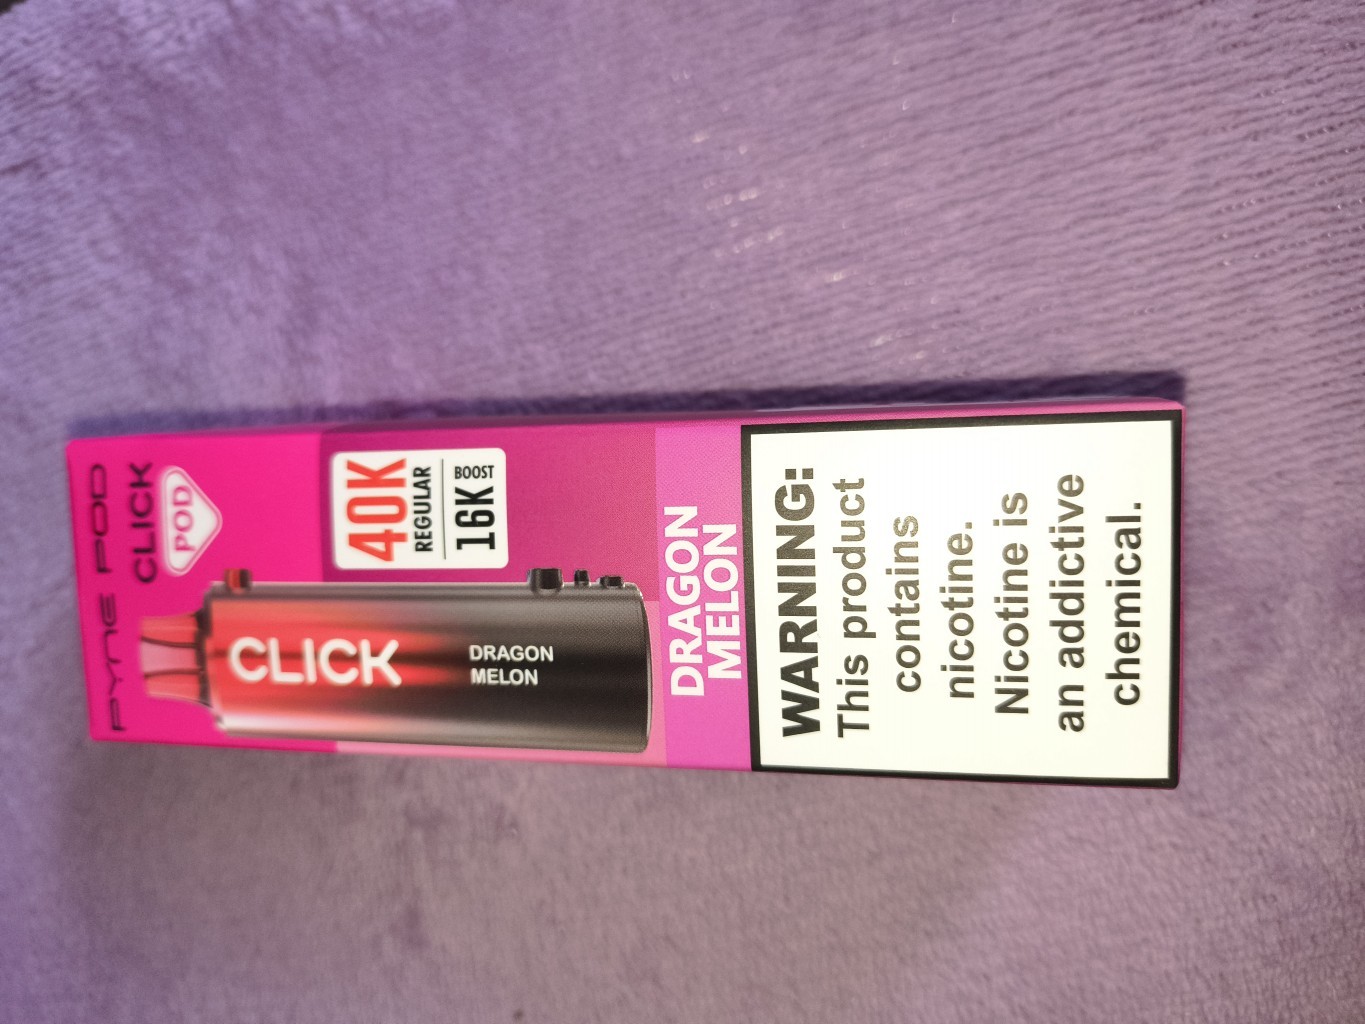 PYNE POD
CLICK
POD
40K
REGULAR
16K BOOST
CLICK
DRAGON
MELON
DRAGON
MELON
WARNING:
This product
contains
nicotine.
Nicotine is
an addictive
chemical.